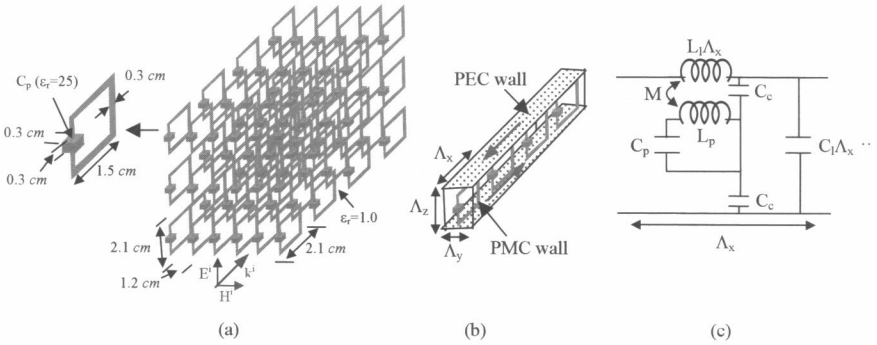 C_p (ε_r=25)
0.3 cm
0.3 cm
0.3 cm
1.5 cm
2.1 cm
1.2 cm
E^i
H^i
k^i
2.1 cm
ε_r=1.0
(a)
PEC wall
Λ_x
Λ_z
Λ_y
PMC wall
(b)
L_lΛ_x
M
C_c
C_p
L_p
C_lΛ_x ...
C_c
Λ_x
(c)